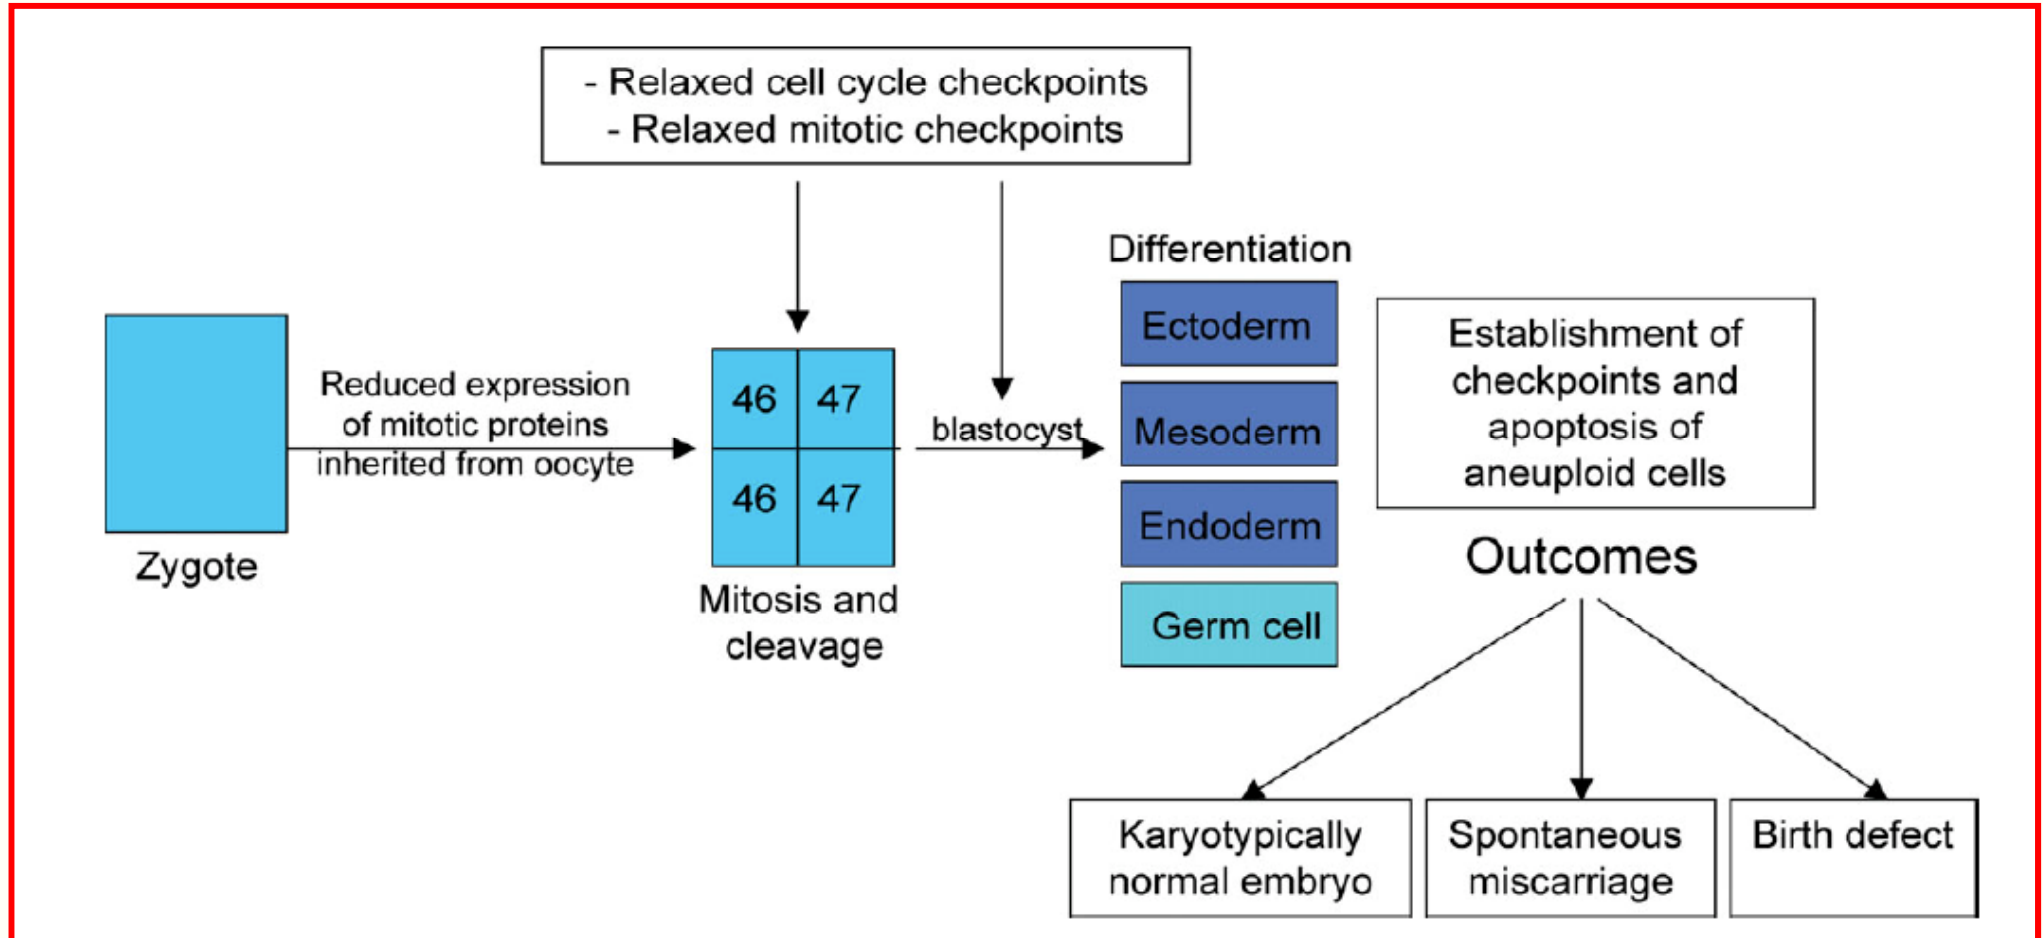 - Relaxed cell cycle checkpoints
- Relaxed mitotic checkpoints
Zygote
Reduced expression
of mitotic proteins
inherited from oocyte
46 47
46 47
Mitosis and
cleavage
blastocyst
Differentiation
Ectoderm
Mesoderm
Endoderm
Germ cell
Establishment of
checkpoints and
apoptosis of
aneuploid cells
Outcomes
Karyotypically
normal embryo
Spontaneous
miscarriage
Birth defect